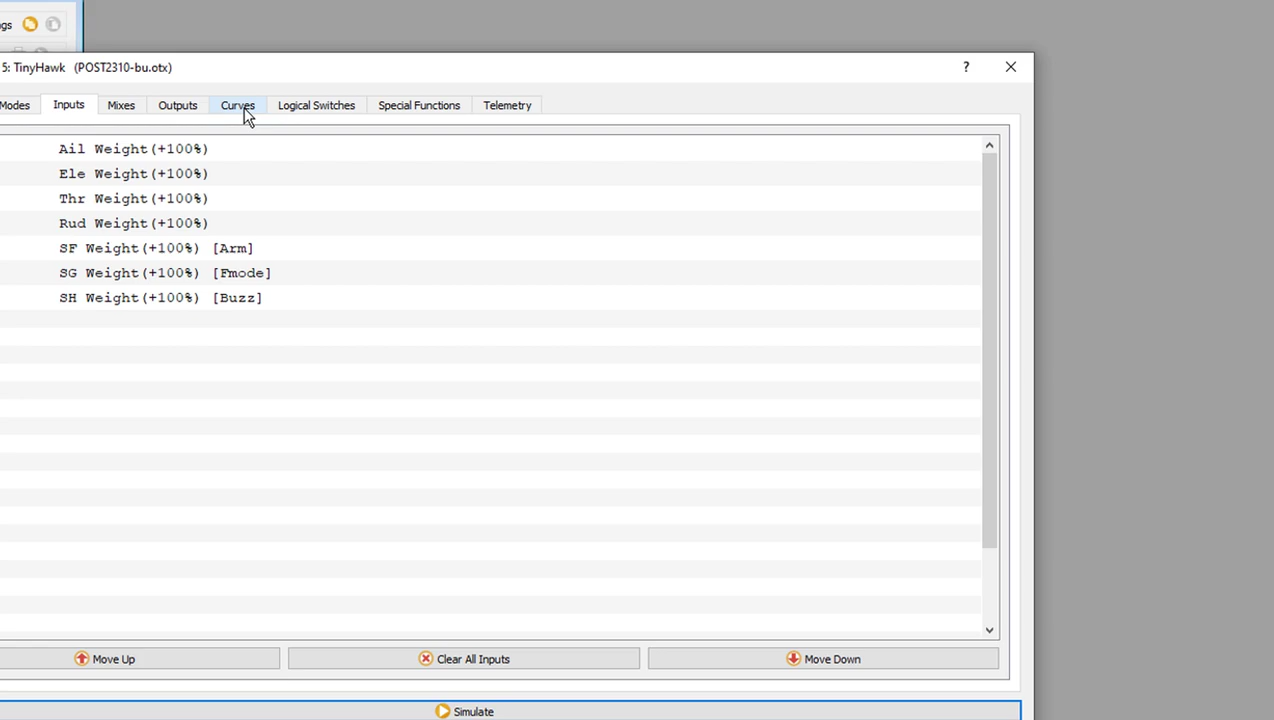 gs
5: TinyHawk (POST2310-bu.otx)
?
Modes Inputs Mixes Outputs Curves Logical Switches Special Functions Telemetry
Ail Weight(+100%)
Ele Weight(+100%)
Thr Weight(+100%)
Rud Weight(+100%)
SF Weight(+100%) [Arm]
SG Weight(+100%) [Fmode]
SH Weight(+100%) [Buzz]
Move Up Clear All Inputs Move Down
Simulate